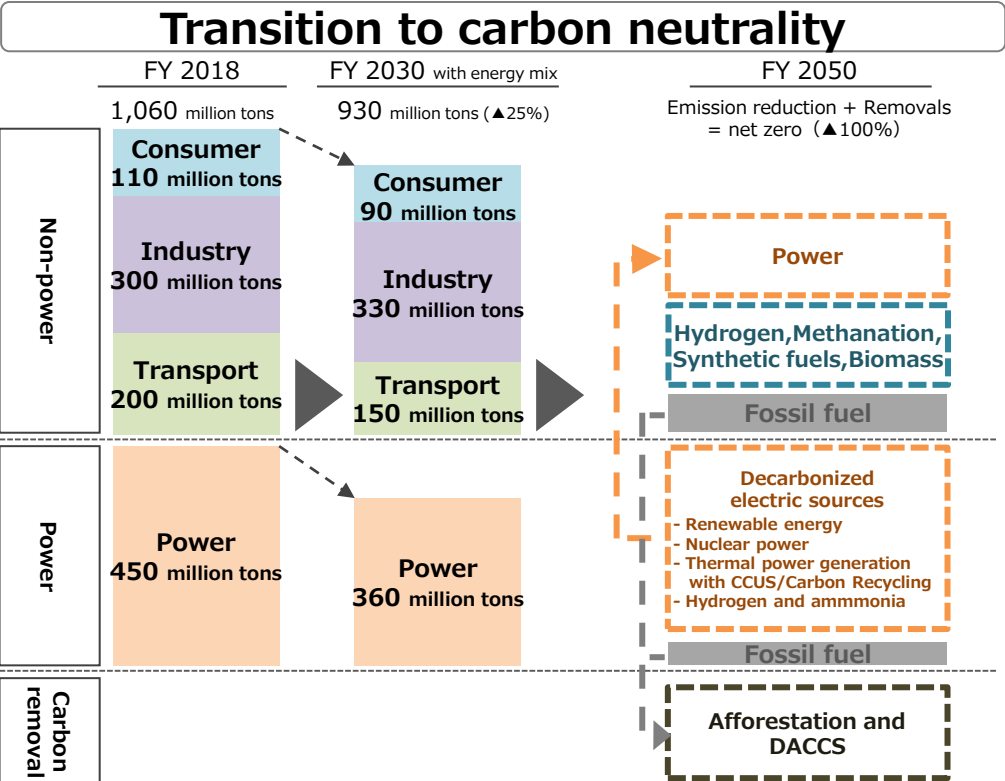 Transition to carbon neutrality
FY 2018
FY 2030 with energy mix
FY 2050
1,060 million tons
930 million tons (▲25%)
Emission reduction + Removals
= net zero（▲100%）
Non-power
Consumer
110 million tons
Industry
300 million tons
Transport
200 million tons
Consumer
90 million tons
Industry
330 million tons
Transport
150 million tons
Power
Hydrogen,Methanation,
Synthetic fuels,Biomass
Fossil fuel
Power
Power
450 million tons
Power
360 million tons
Decarbonized
electric sources
- Renewable energy
- Nuclear power
- Thermal power generation
with CCUS/Carbon Recycling
- Hydrogen and ammmonia
Fossil fuel
Carbon
removal
Afforestation and
DACCS